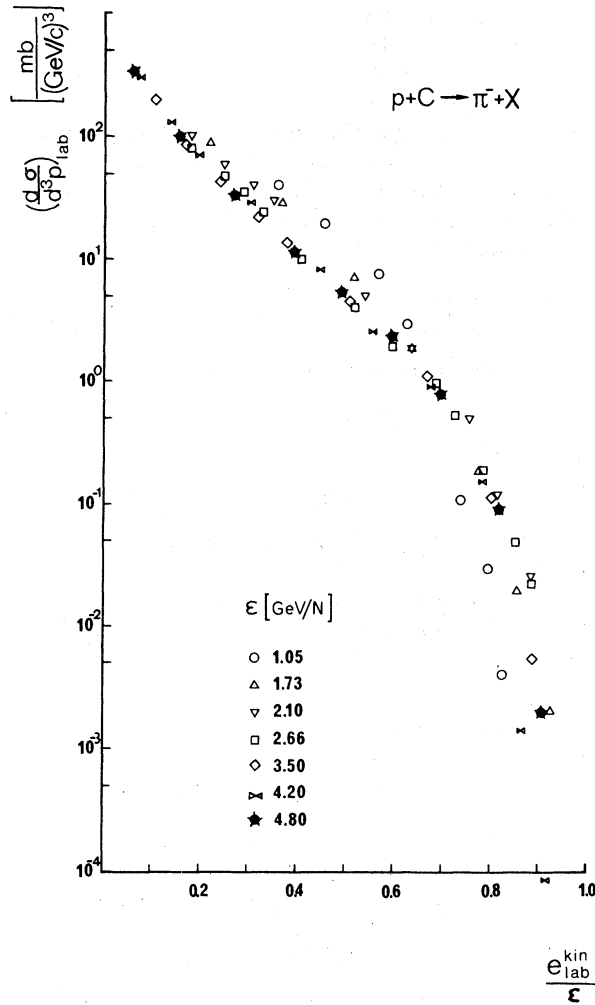 [mb/(GeV/c)³]
(dσ/d³p)lab
p+C → π⁻+X
10²
10¹
10⁰
10⁻¹
10⁻²
10⁻³
10⁻⁴
ε [GeV/N]
1.05
1.73
2.10
2.66
3.50
4.20
4.80
0.2 0.4 0.6 0.8 1.0
e kin lab / ε